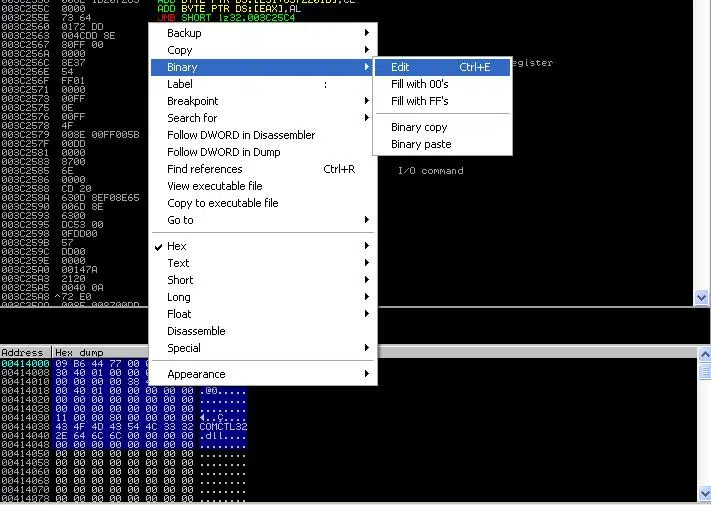 003C255C 0000 ADD BYTE PTR DS:[EAX],AL
003C255E 73 64 JNB SHORT lz32.003C25C4
003C2560 0172 DD
003C2563 004CDD 8E
003C2567 30FF 00
003C256A 0000
003C256C 8E37 register
003C256E 54
003C256F FF01
003C2571 0000
003C2573 00FF
003C2575 0E
003C2576 00FF
003C2578 4F
003C2579 008E 00FF005B
003C257F 00DD
003C2581 0000
003C2583 8700
003C2585 6E I/O command
003C2586 0000
003C2588 CD 20
003C258A 630D 8EF08E65
003C2590 006D 8E
003C2593 6300
003C2595 DC53 00
003C2598 0FDD00
003C259B 57
003C259C DD00
003C259E 0000
003C25A0 00147A
003C25A3 2120
003C25A5 0040 0A
003C25A8 ^72 E0
Backup
Copy
Binary
Label :
Breakpoint
Search for
Follow DWORD in Disassembler
Follow DWORD in Dump
Find references Ctrl+R
View executable file
Copy to executable file
Go to
Hex
Text
Short
Long
Float
Disassemble
Special
Appearance
Edit Ctrl+E
Fill with 00's
Fill with FF's
Binary copy
Binary paste
Address Hex dump
00414000 09 B6 44 77 00 0
00414008 30 40 01 00 00 0
00414010 00 00 00 00 38 4
00414018 00 40 01 00 00 00 00 00 .@0.....
00414020 00 00 00 00 00 00 00 00 ........
00414028 00 00 00 00 00 00 00 00 ........
00414030 11 00 00 80 00 00 00 00 ◄..Ç....
00414038 43 4F 4D 43 54 4C 33 32 COMCTL32
00414040 2E 64 6C 6C 00 00 00 00 .dll....
00414048 00 00 00 00 00 00 00 00 ........
00414050 00 00 00 00 00 00 00 00 ........
00414058 00 00 00 00 00 00 00 00 ........
00414060 00 00 00 00 00 00 00 00 ........
00414068 00 00 00 00 00 00 00 00 ........
00414070 00 00 00 00 00 00 00 00 ........
00414078 00 00 00 00 00 00 00 00 ........